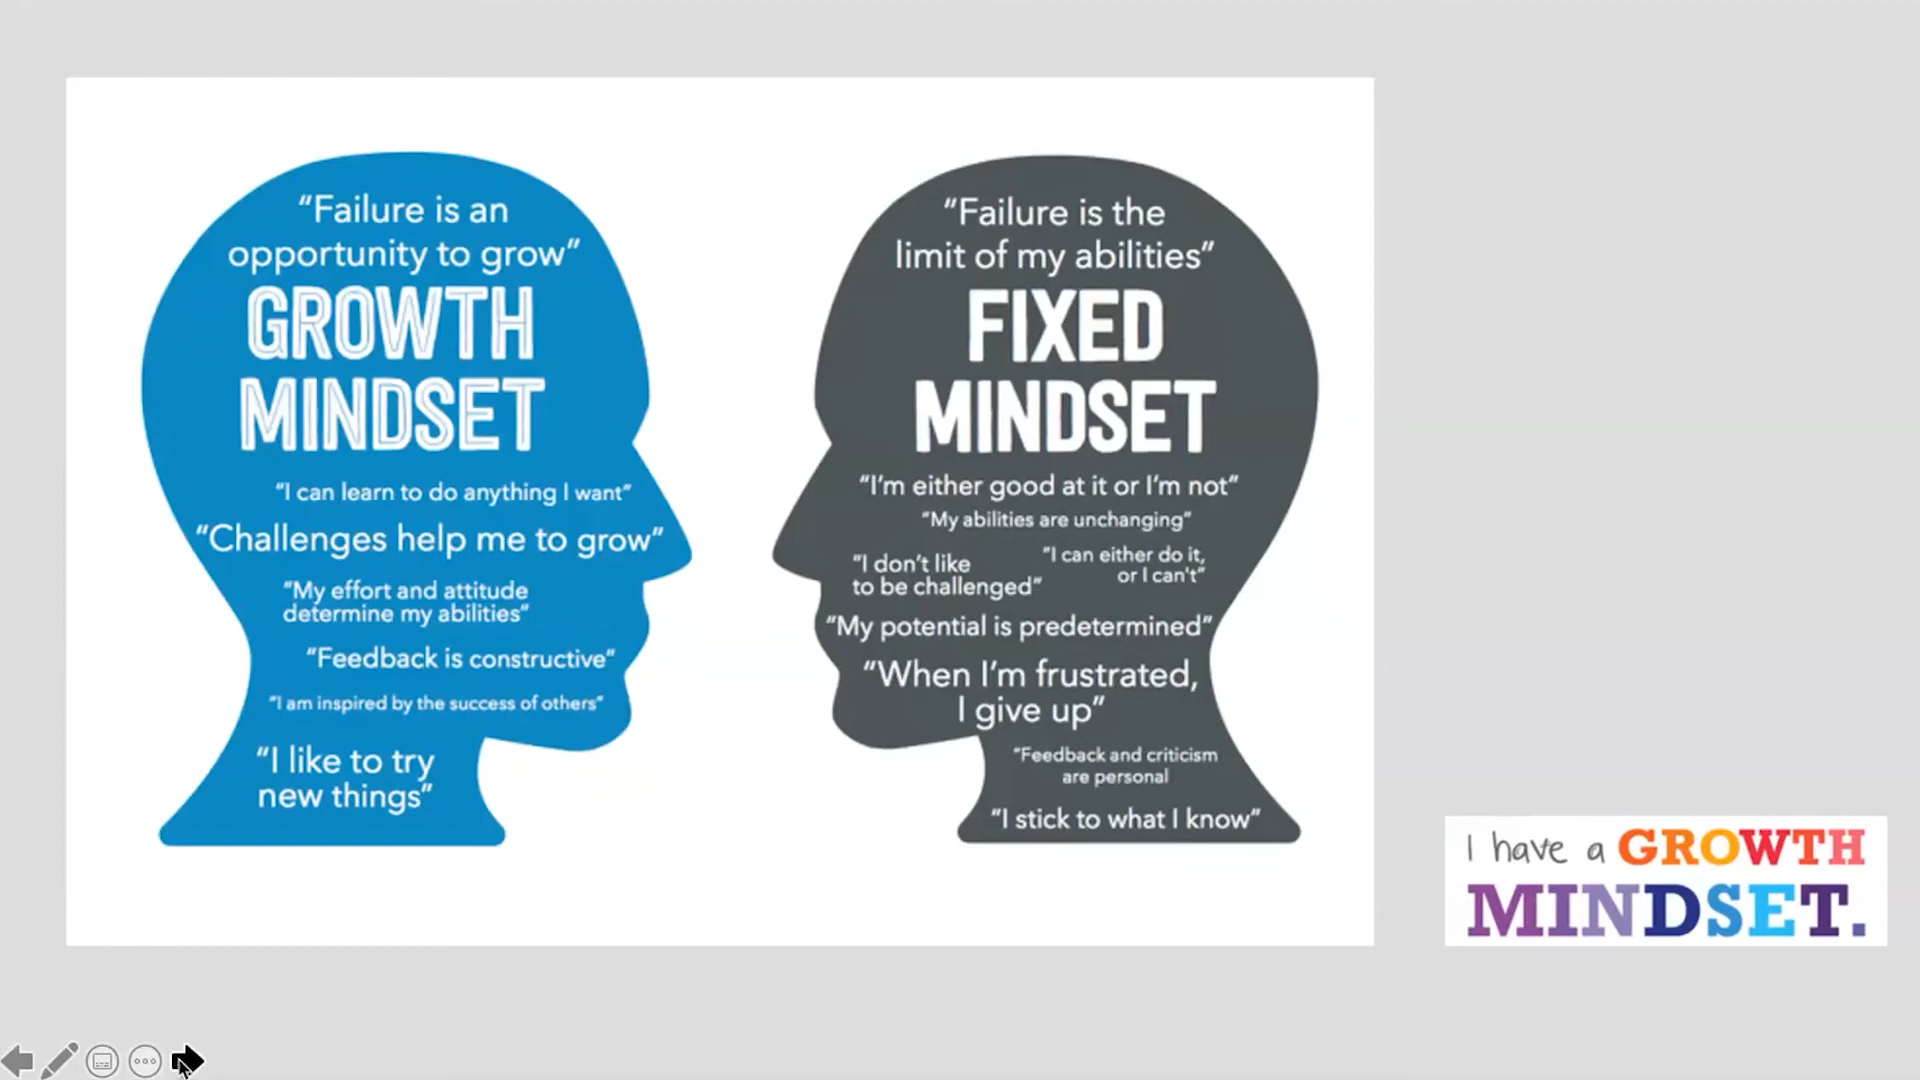 “Failure is an
opportunity to grow”
GROWTH
MINDSET
“I can learn to do anything I want”
“Challenges help me to grow”
“My effort and attitude
determine my abilities”
“Feedback is constructive”
“I am inspired by the success of others”
“I like to try
new things”
“Failure is the
limit of my abilities”
FIXED
MINDSET
“I’m either good at it or I’m not”
“My abilities are unchanging”
“I don’t like
to be challenged”
“I can either do it,
or I can't”
“My potential is predetermined”
“When I’m frustrated,
I give up”
“Feedback and criticism
are personal
“I stick to what I know”
I have a GROWTH
MINDSET.